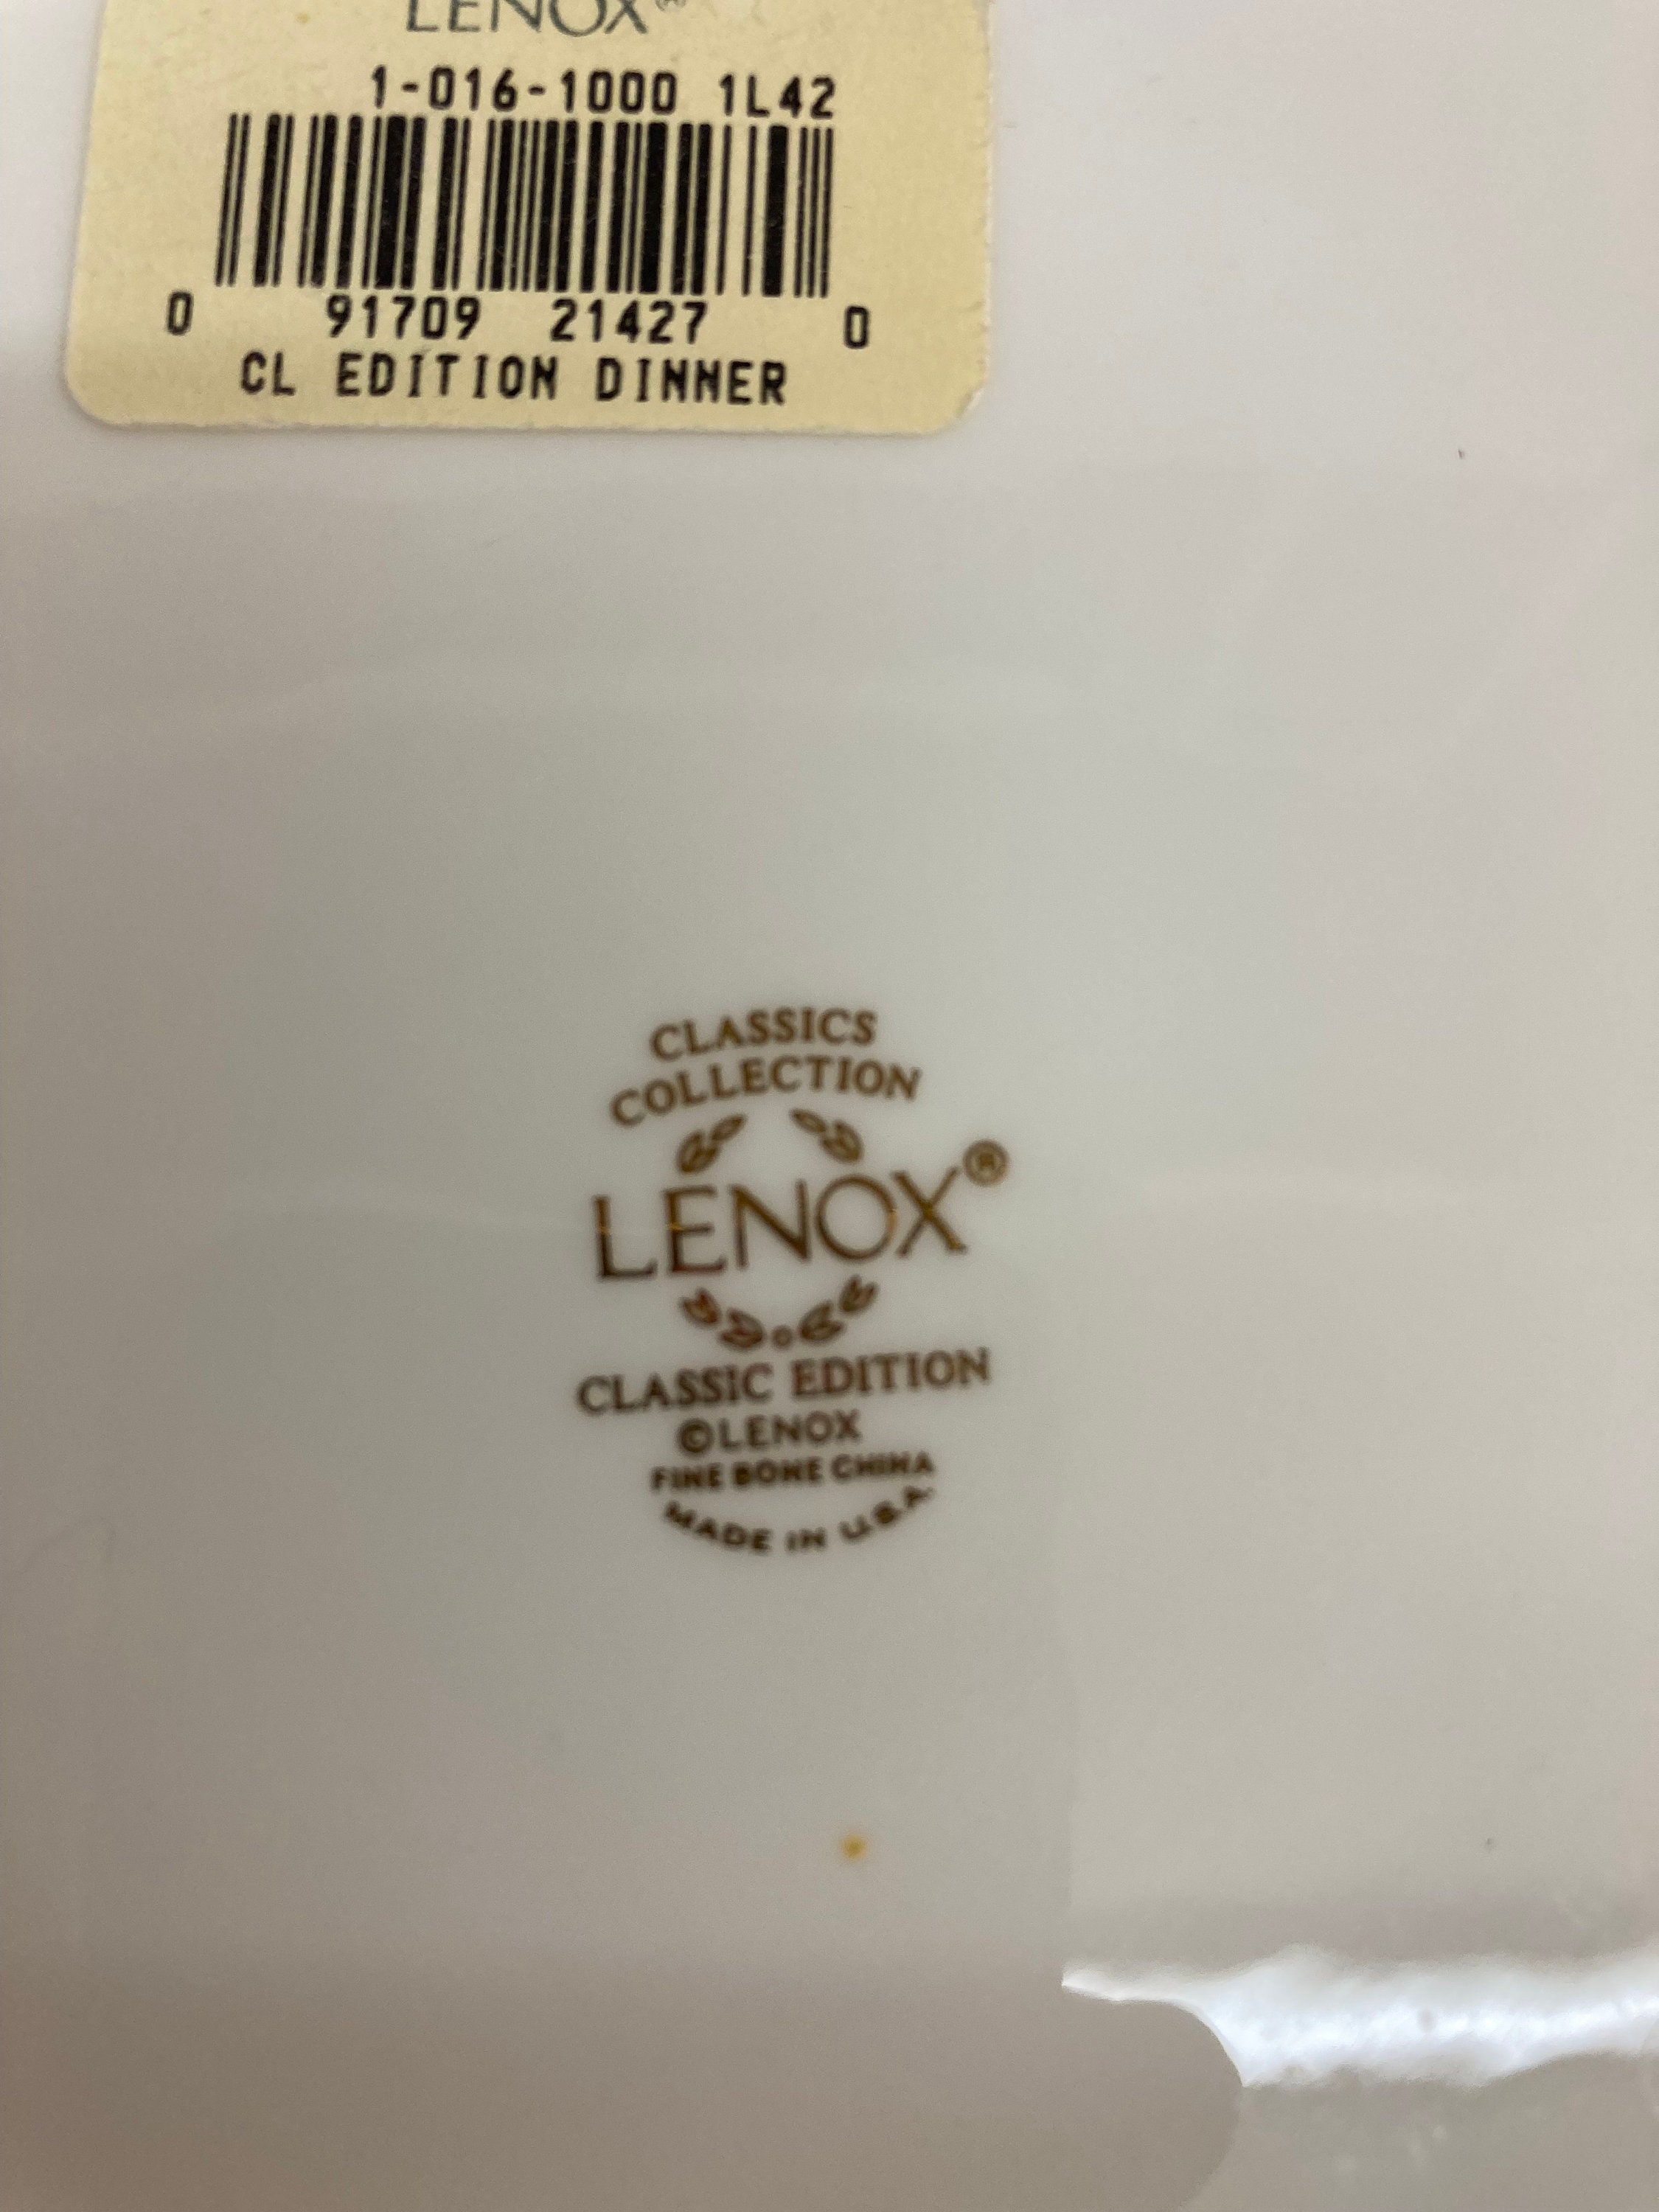 LENOX®
1-016-1000 1L42
0 91709 21427 0
CL EDITION DINNER
CLASSICS
COLLECTION
LENOX®
CLASSIC EDITION
©LENOX
FINE BONE CHINA
MADE IN U.S.A.